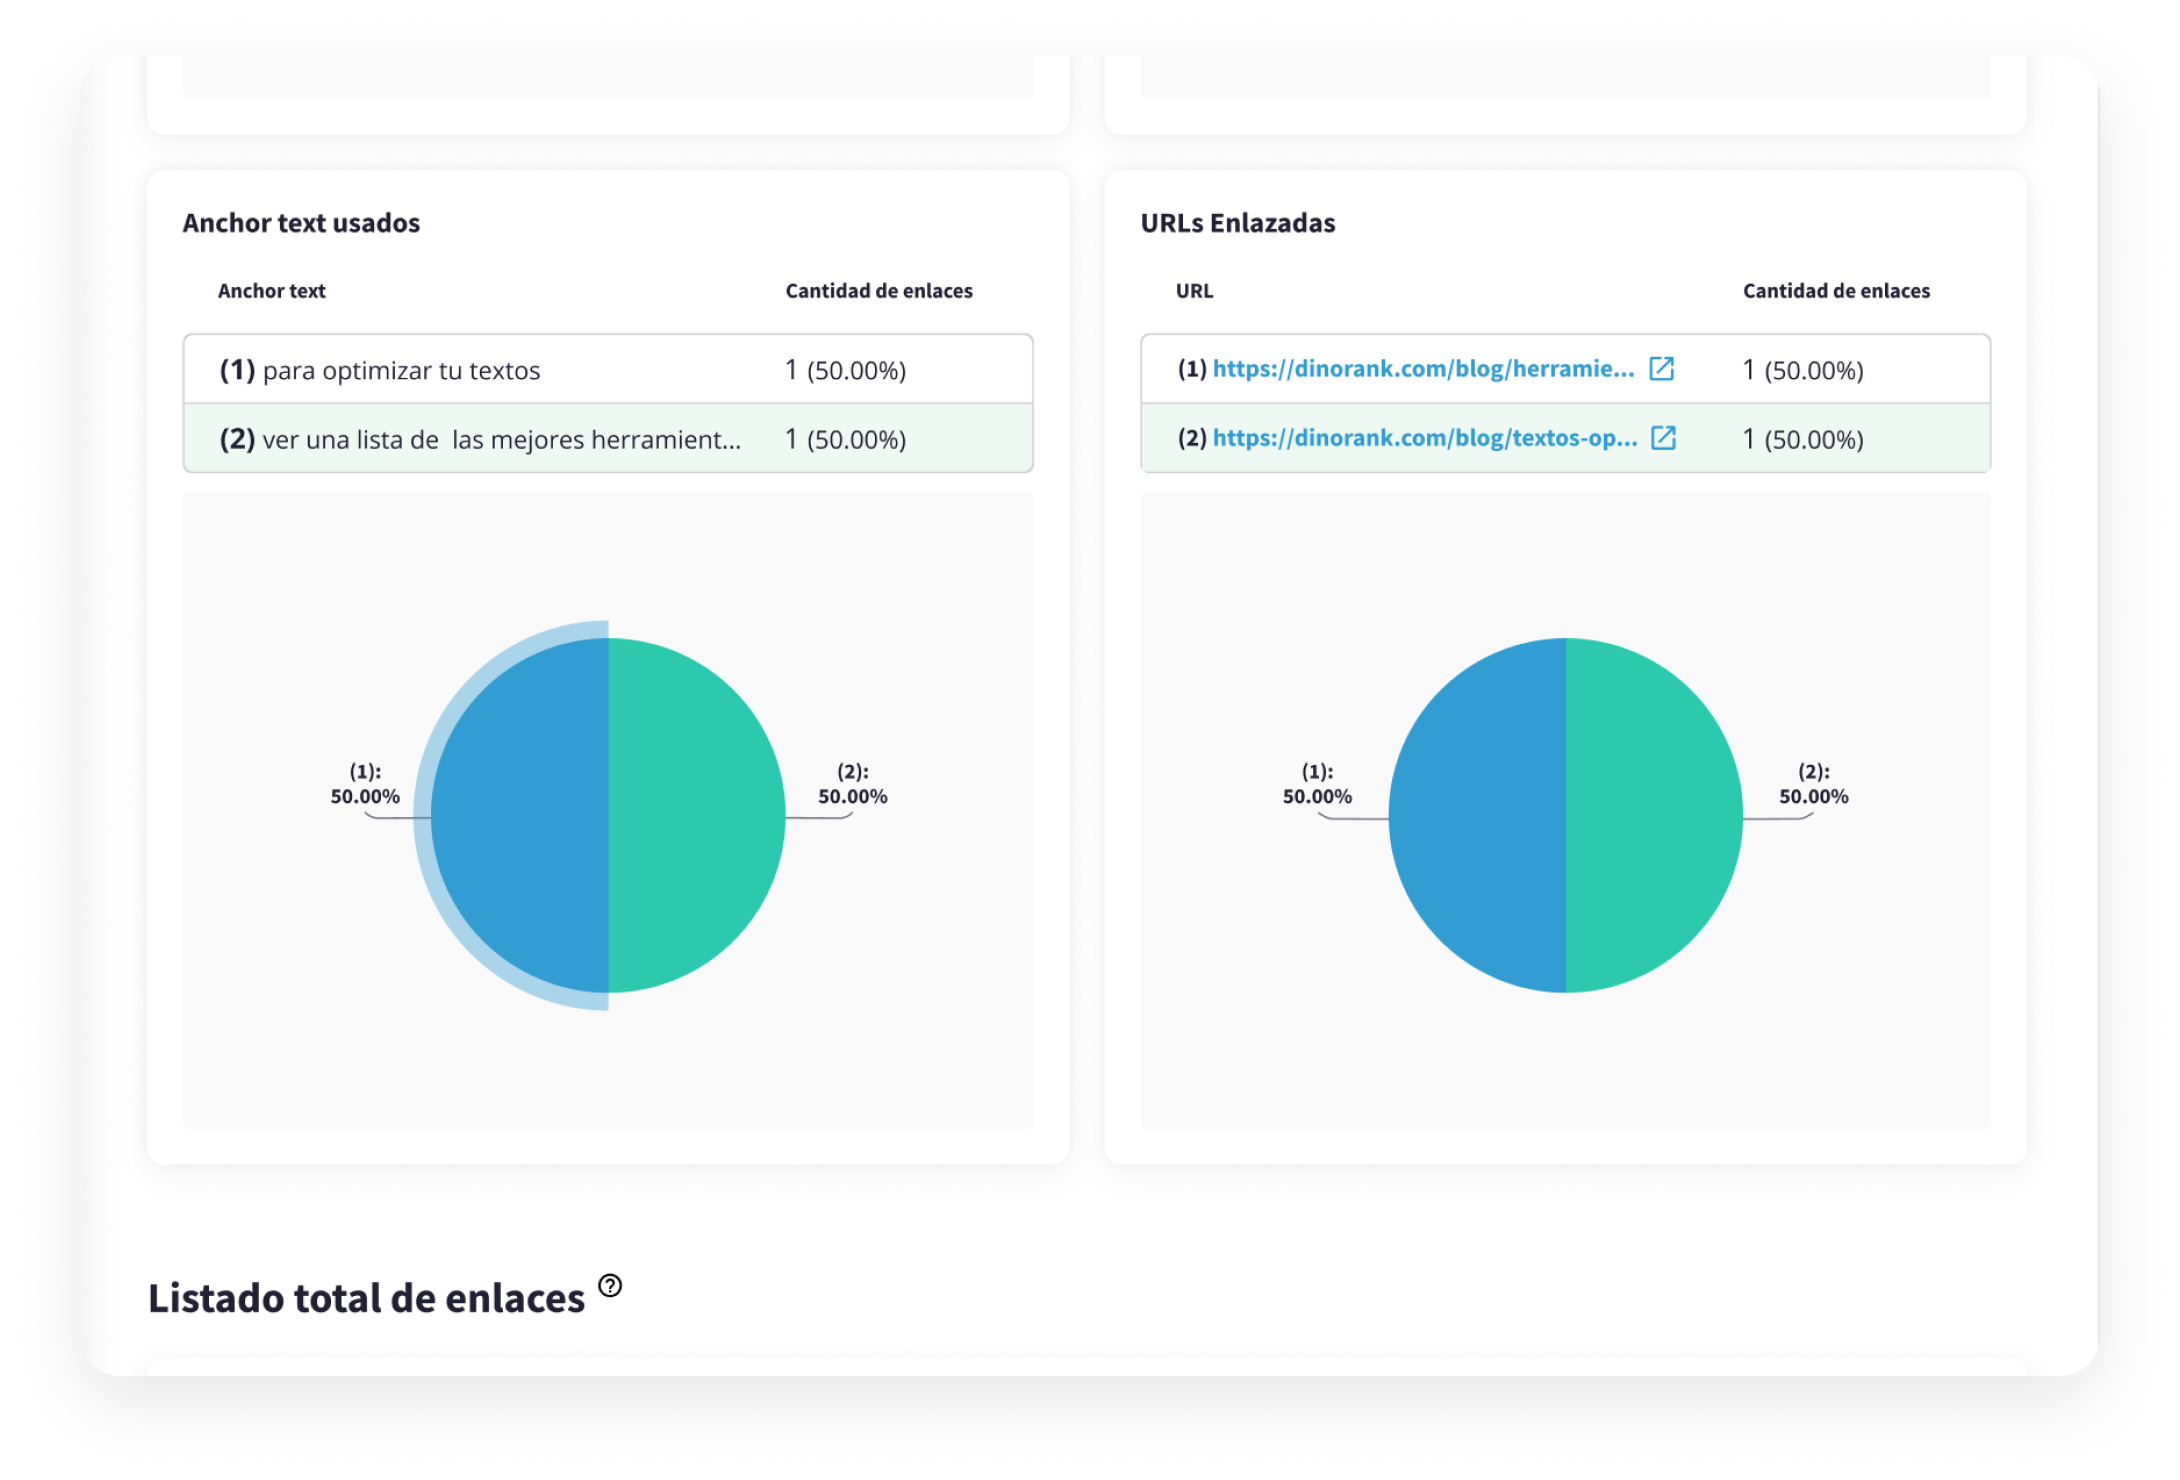 Anchor text usados
Anchor text Cantidad de enlaces
(1) para optimizar tu textos 1 (50.00%)
(2) ver una lista de las mejores herramient... 1 (50.00%)
(1):
50.00%
(2):
50.00%
URLs Enlazadas
URL Cantidad de enlaces
(1) https://dinorank.com/blog/herramie... 1 (50.00%)
(2) https://dinorank.com/blog/textos-op... 1 (50.00%)
(1):
50.00%
(2):
50.00%
Listado total de enlaces